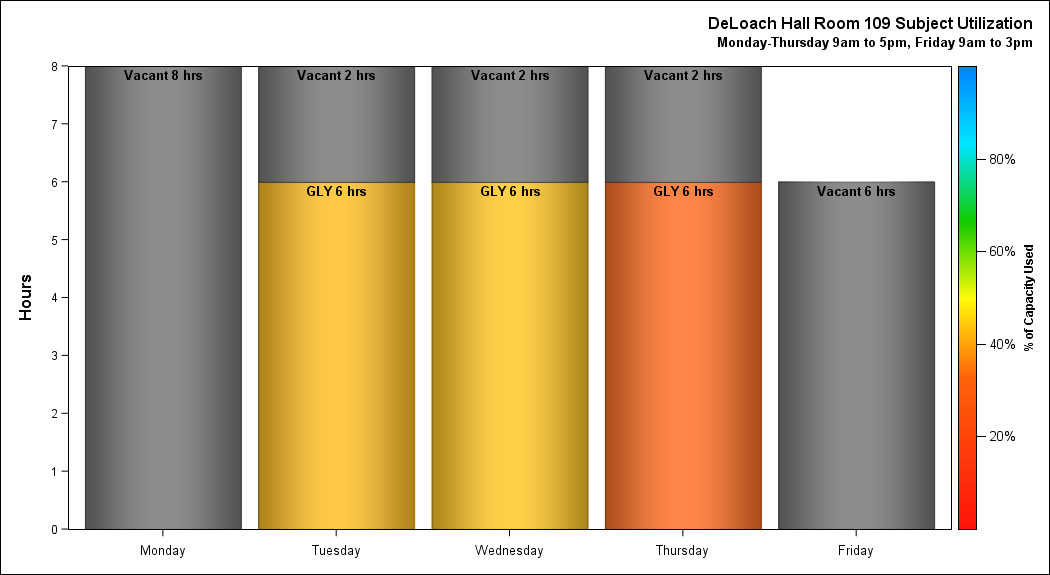 DeLoach Hall Room 109 Subject Utilization
Monday-Thursday 9am to 5pm, Friday 9am to 3pm
Hours
8
7
6
5
4
3
2
1
0
Vacant 8 hrs
Vacant 2 hrs
Vacant 2 hrs
Vacant 2 hrs
GLY 6 hrs
GLY 6 hrs
GLY 6 hrs
Vacant 6 hrs
Monday
Tuesday
Wednesday
Thursday
Friday
80%
60%
40%
20%
% of Capacity Used